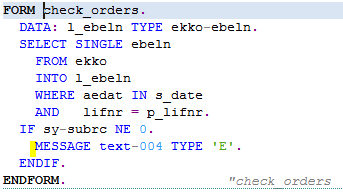 FORM check_orders.
  DATA: l_ebeln TYPE ekko-ebeln.
  SELECT SINGLE ebeln
    FROM ekko
    INTO l_ebeln
    WHERE aedat IN s_date
    AND   lifnr = p_lifnr.
  IF sy-subrc NE 0.
    MESSAGE text-004 TYPE 'E'.
  ENDIF.
ENDFORM.                    "check_orders